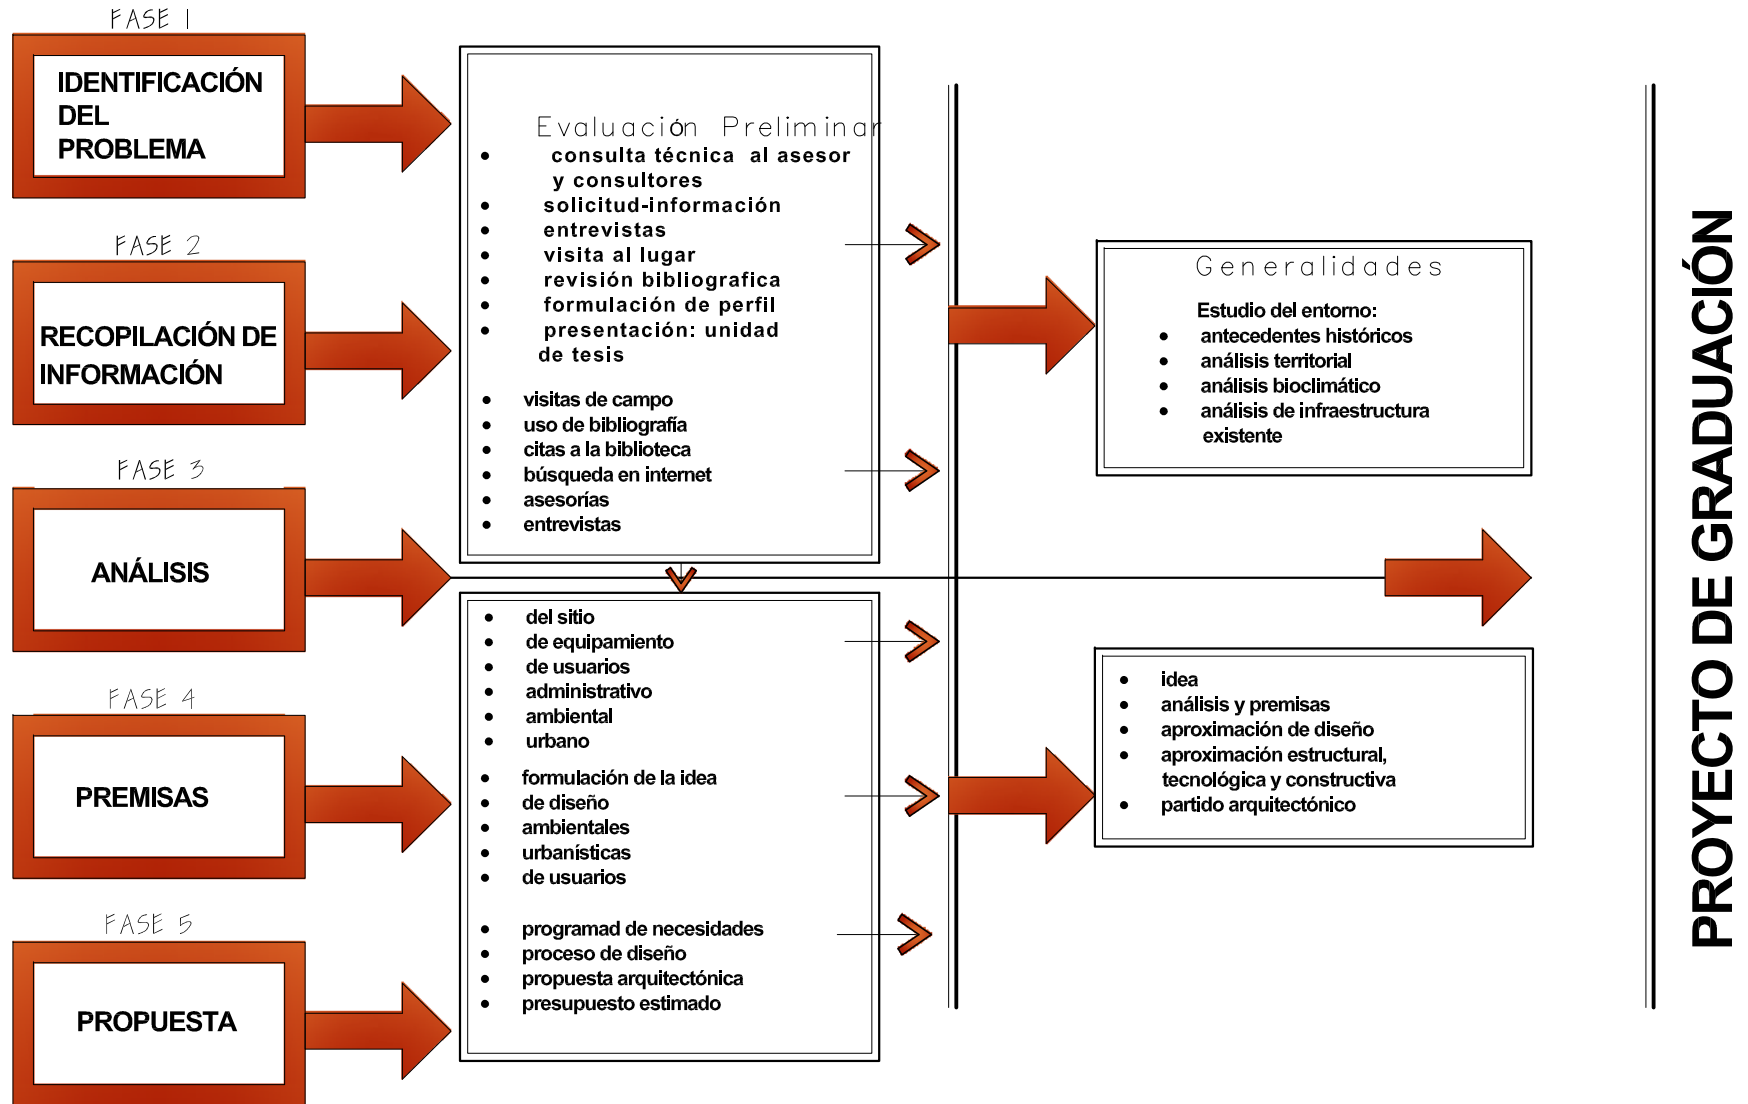 FASE 1
IDENTIFICACIÓN
DEL
PROBLEMA
FASE 2
RECOPILACIÓN DE
INFORMACIÓN
FASE 3
ANÁLISIS
FASE 4
PREMISAS
FASE 5
PROPUESTA
Evaluación Preliminar
• consulta técnica al asesor
y consultores
• solicitud-información
• entrevistas
• visita al lugar
• revisión bibliografica
• formulación de perfil
• presentación: unidad
de tesis
• visitas de campo
• uso de bibliografía
• citas a la biblioteca
• búsqueda en internet
• asesorías
• entrevistas
• del sitio
• de equipamiento
• de usuarios
• administrativo
• ambiental
• urbano
• formulación de la idea
• de diseño
• ambientales
• urbanísticas
• de usuarios
• programad de necesidades
• proceso de diseño
• propuesta arquitectónica
• presupuesto estimado
Generalidades
Estudio del entorno:
• antecedentes históricos
• análisis territorial
• análisis bioclimático
• análisis de infraestructura
existente
• idea
• análisis y premisas
• aproximación de diseño
• aproximación estructural,
tecnológica y constructiva
• partido arquitectónico
PROYECTO DE GRADUACIÓN